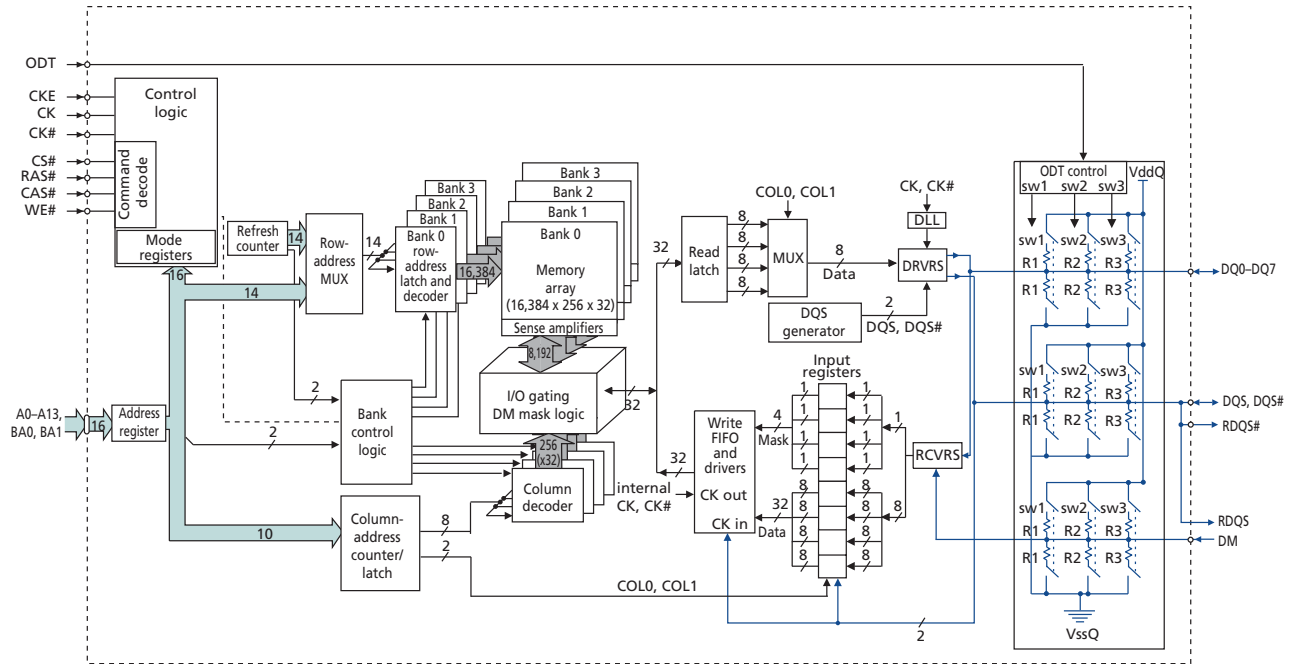 ODT
CKE
CK
CK#
CS#
RAS#
CAS#
WE#
Control
logic
Command
decode
Mode
registers
16
Refresh
counter
14
Row-
address
MUX
14
14
Bank 3
Bank 2
Bank 1
Bank 0
row-
address
latch and
decoder
16,384
Bank 3
Bank 2
Bank 1
Bank 0
Memory
array
(16,384 x 256 x 32)
Sense amplifiers
8,192
I/O gating
DM mask logic
32
A0–A13,
BA0, BA1
16
Address
register
2
2
Bank
control
logic
256
(x32)
Column
decoder
10
Column-
address
counter/
latch
8
2
COL0, COL1
32
Read
latch
8
8
8
8
COL0, COL1
MUX
8
Data
CK, CK#
DLL
DRVRS
DQS
generator
2
DQS, DQS#
Input
registers
32
internal
CK, CK#
Write
FIFO
and
drivers
CK out
CK in
4
Mask
32
Data
1
1
1
1
8
8
8
8
1
1
1
1
8
8
8
8
1
8
RCVRS
2
ODT control
sw1 sw2 sw3
VddQ
sw1 sw2 sw3
R1 R2 R3
R1 R2 R3
sw1 sw2 sw3
R1 R2 R3
R1 R2 R3
sw1 sw2 sw3
R1 R2 R3
R1 R2 R3
VssQ
DQ0–DQ7
DQS, DQS#
RDQS#
RDQS
DM